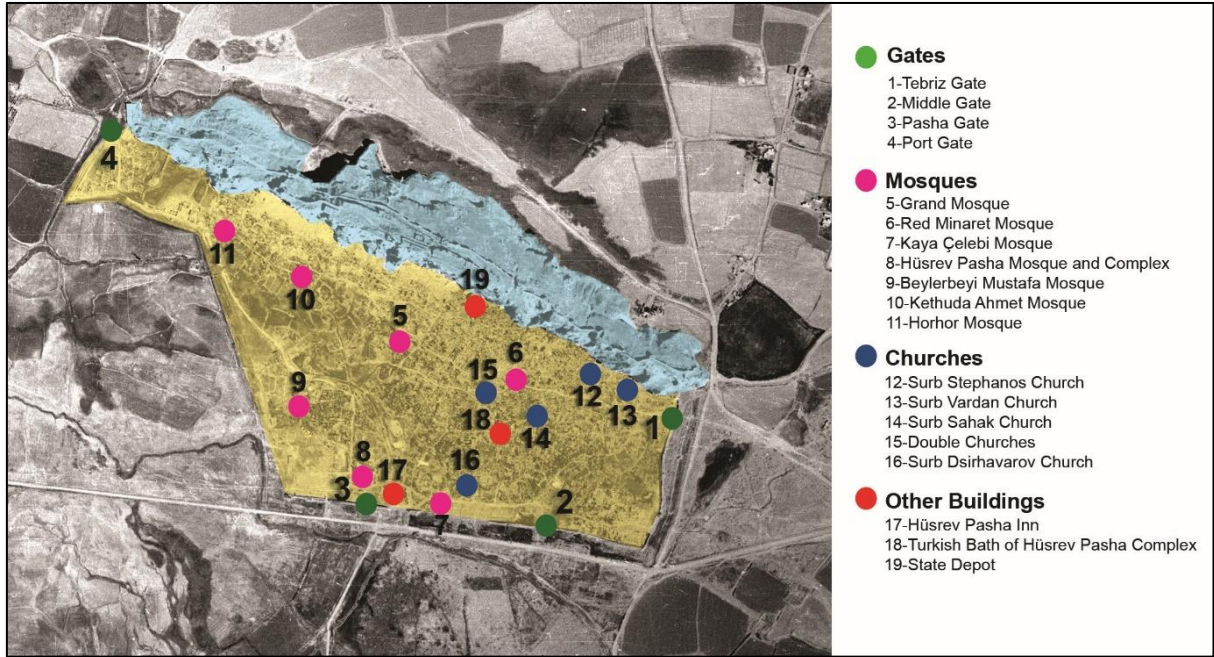 Gates
1-Tebriz Gate
2-Middle Gate
3-Pasha Gate
4-Port Gate
Mosques
5-Grand Mosque
6-Red Minaret Mosque
7-Kaya Çelebi Mosque
8-Hüsrev Pasha Mosque and Complex
9-Beylerbeyi Mustafa Mosque
10-Kethuda Ahmet Mosque
11-Horhor Mosque
Churches
12-Surb Stephanos Church
13-Surb Vardan Church
14-Surb Sahak Church
15-Double Churches
16-Surb Dsirhavarov Church
Other Buildings
17-Hüsrev Pasha Inn
18-Turkish Bath of Hüsrev Pasha Complex
19-State Depot
4
11
10
19
5
6
15
12
13
9
18
14
1
8
17
16
3
7
2